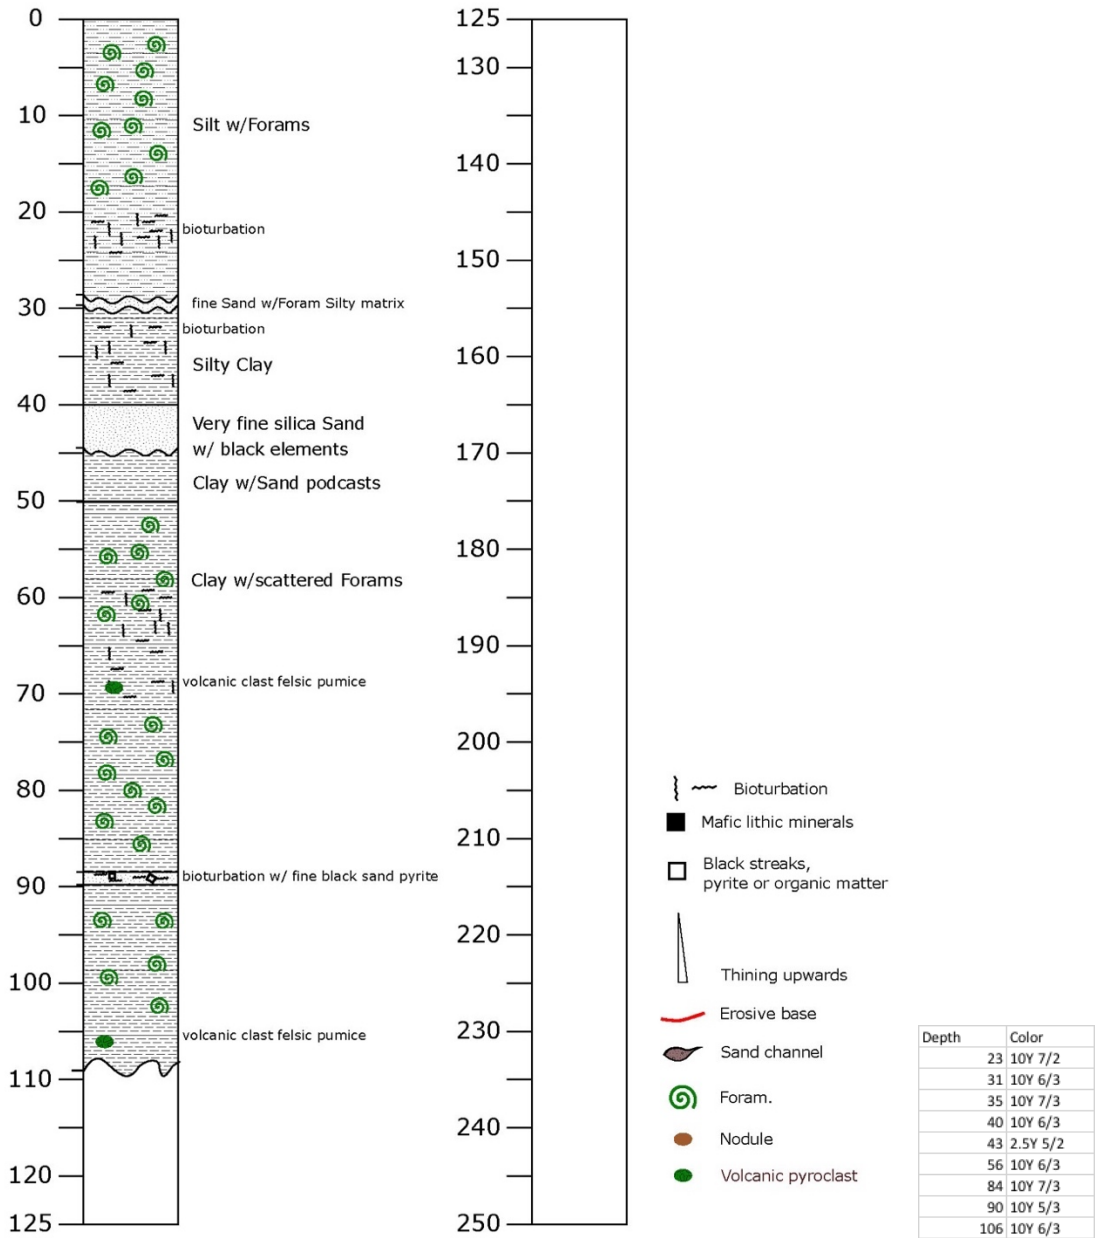 0
10
20
30
40
50
60
70
80
90
100
110
120
125
Silt w/Forams
bioturbation
fine Sand w/Foram Silty matrix
bioturbation
Silty Clay
Very fine silica Sand
w/ black elements
Clay w/Sand podcasts
Clay w/scattered Forams
volcanic clast felsic pumice
bioturbation w/ fine black sand pyrite
volcanic clast felsic pumice
125
130
140
150
160
170
180
190
200
210
220
230
240
250
Bioturbation
Mafic lithic minerals
Black streaks,
pyrite or organic matter
Thining upwards
Erosive base
Sand channel
Foram.
Nodule
Volcanic pyroclast
Depth Color
23 10Y 7/2
31 10Y 6/3
35 10Y 7/3
40 10Y 6/3
43 2.5Y 5/2
56 10Y 6/3
84 10Y 7/3
90 10Y 5/3
106 10Y 6/3